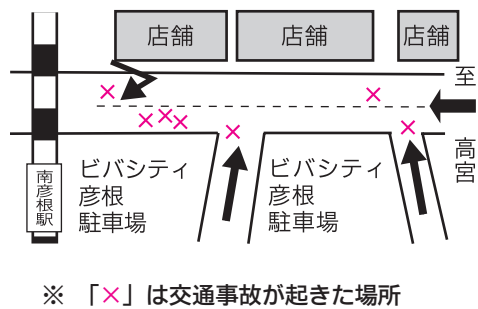 店舗
店舗
店舗
至
高宮
ビバシティ
彦根
駐車場
ビバシティ
彦根
駐車場
南彦根駅
※ 「×」は交通事故が起きた場所